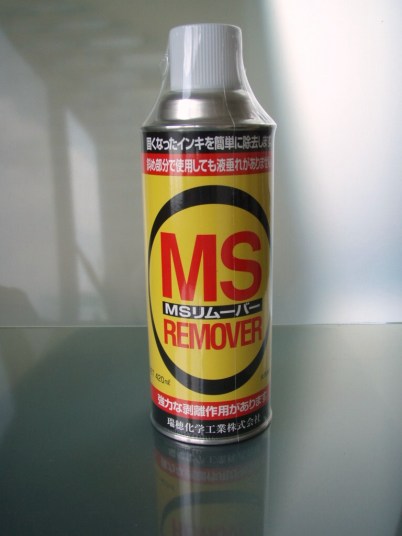 固くなったインキを簡単に除去します
斜め部分で使用しても液垂れがありません
MS
MSリムーバー
REMOVER
420㎖
強力な剥離作用があります
瑞穂化学工業株式会社